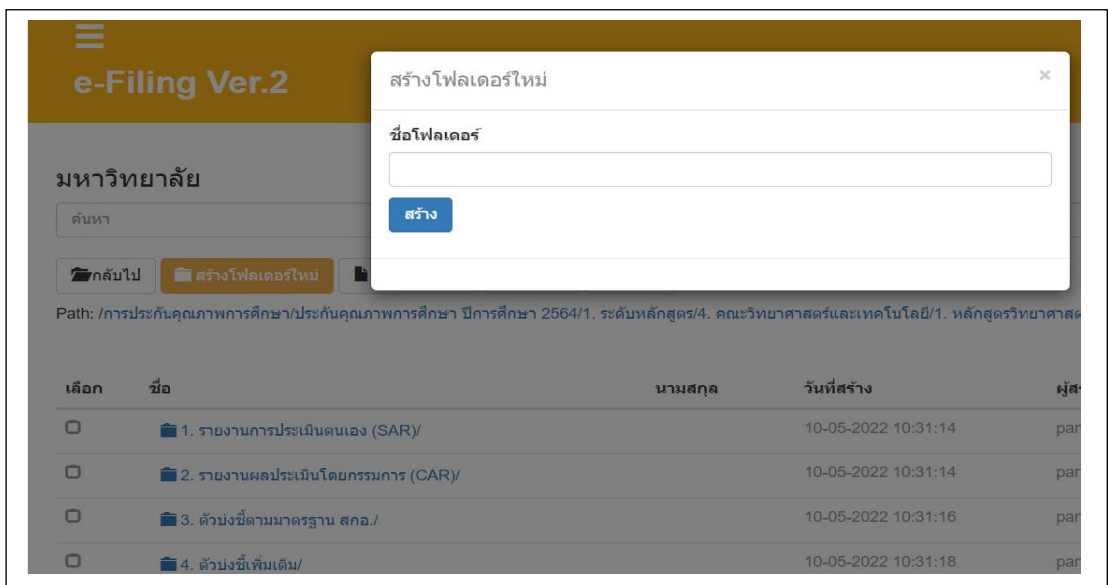 e-Filing Ver.2
สร้างโฟลเดอร์ใหม่ ×
ชื่อโฟลเดอร์
สร้าง
มหาวิทยาลัย
ค้นหา
กลับไป สร้างโฟลเดอร์ใหม่
Path: /การประกันคุณภาพการศึกษา/ประกันคุณภาพการศึกษา ปีการศึกษา 2564/1. ระดับหลักสูตร/4. คณะวิทยาศาสตร์และเทคโนโลยี/1. หลักสูตรวิทยาศาสต
เลือก ชื่อ นามสกุล วันที่สร้าง ผู้สร
1. รายงานการประเมินตนเอง (SAR)/ 10-05-2022 10:31:14 par
2. รายงานผลประเมินโดยกรรมการ (CAR)/ 10-05-2022 10:31:14 par
3. ตัวบ่งชี้ตามมาตรฐาน สกอ./ 10-05-2022 10:31:16 par
4. ตัวบ่งชี้เพิ่มเติม/ 10-05-2022 10:31:18 par